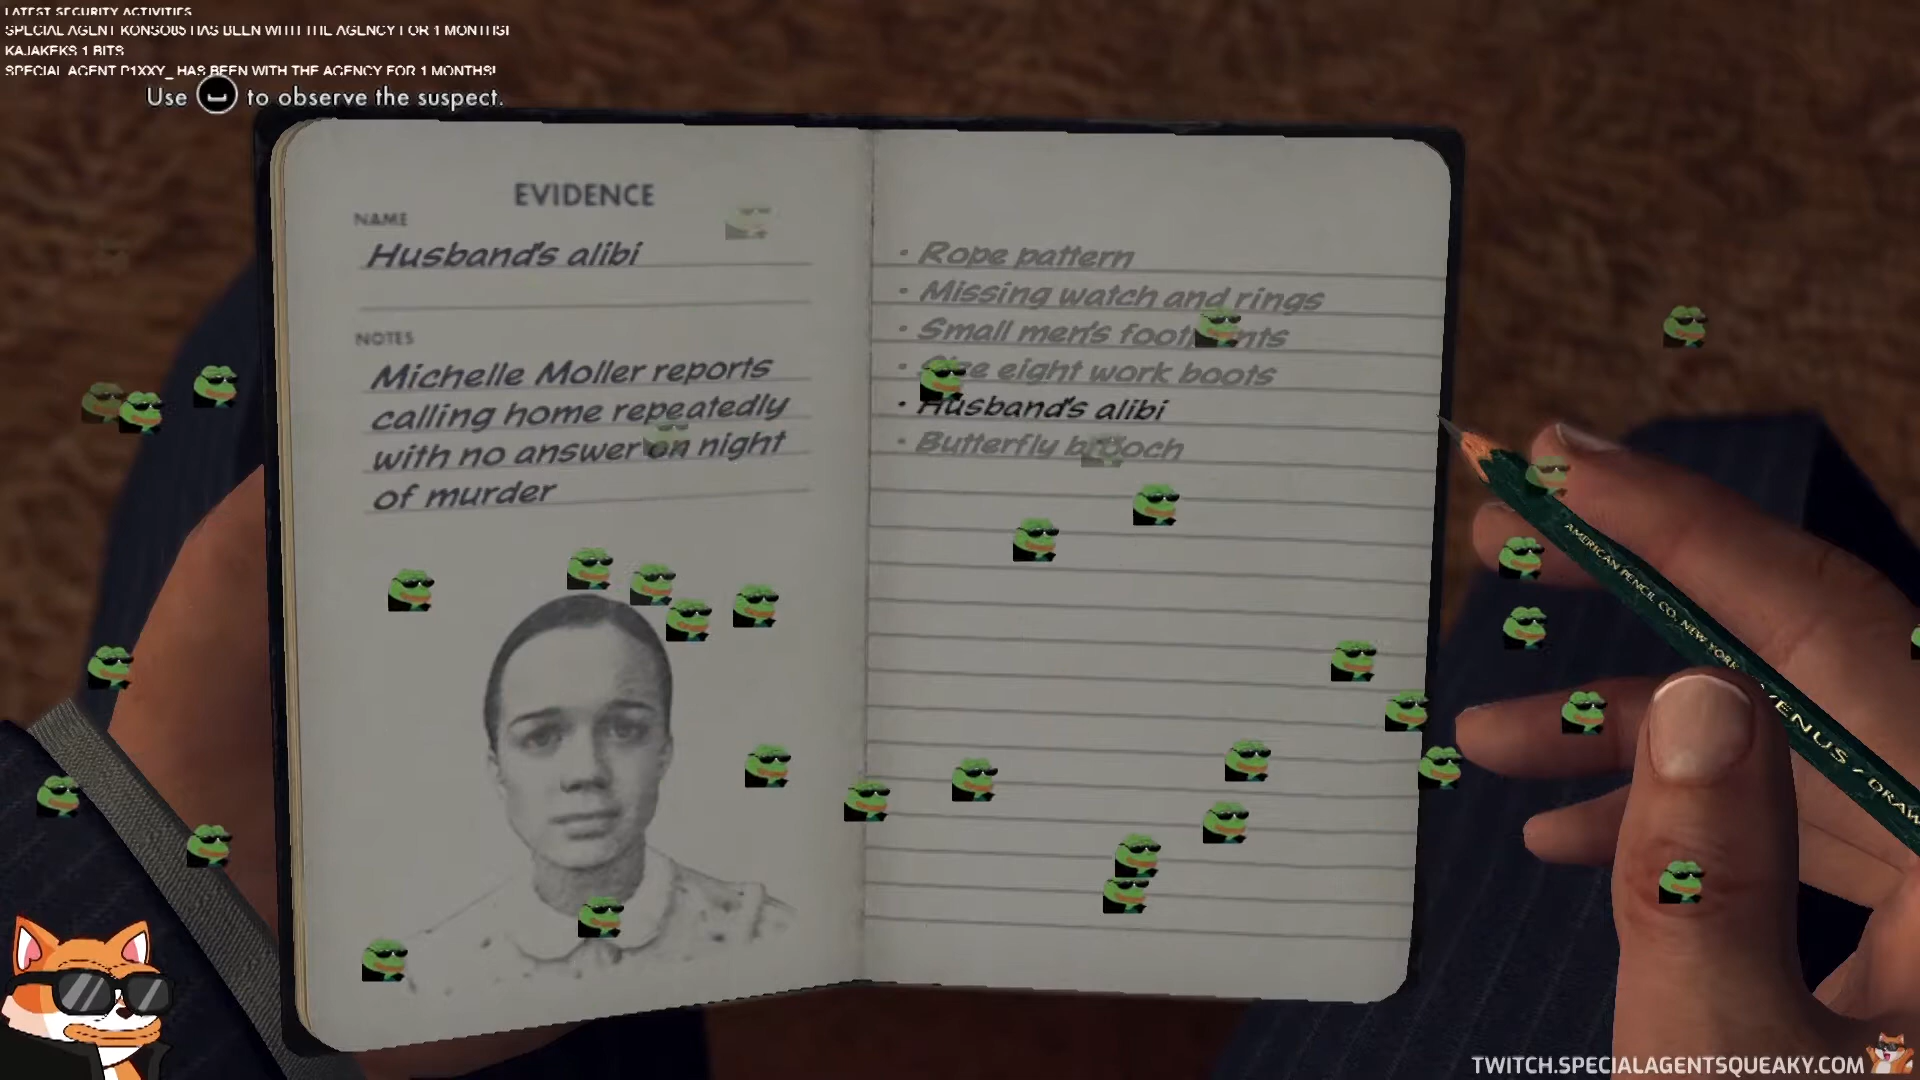 LATEST SECURITY ACTIVITIES
SPECIAL AGENT KONSO85 HAS BEEN WITH THE AGENCY FOR 1 MONTHS!
KAJAKEKS 1 BITS
SPECIAL AGENT P1XXY_ HAS BEEN WITH THE AGENCY FOR 1 MONTHS!
Use to observe the suspect.
EVIDENCE
NAME
Husband's alibi
NOTES
Michelle Moller reports
calling home repeatedly
with no answer on night
of murder
• Rope pattern
• Missing watch and rings
• Small men's footprints
• Size eight work boots
• Husband's alibi
• Butterfly brooch
AMERICAN PENCIL CO. NEW YORK
VENUS / DRAW
TWITCH.SPECIALAGENTSQUEAKY.COM